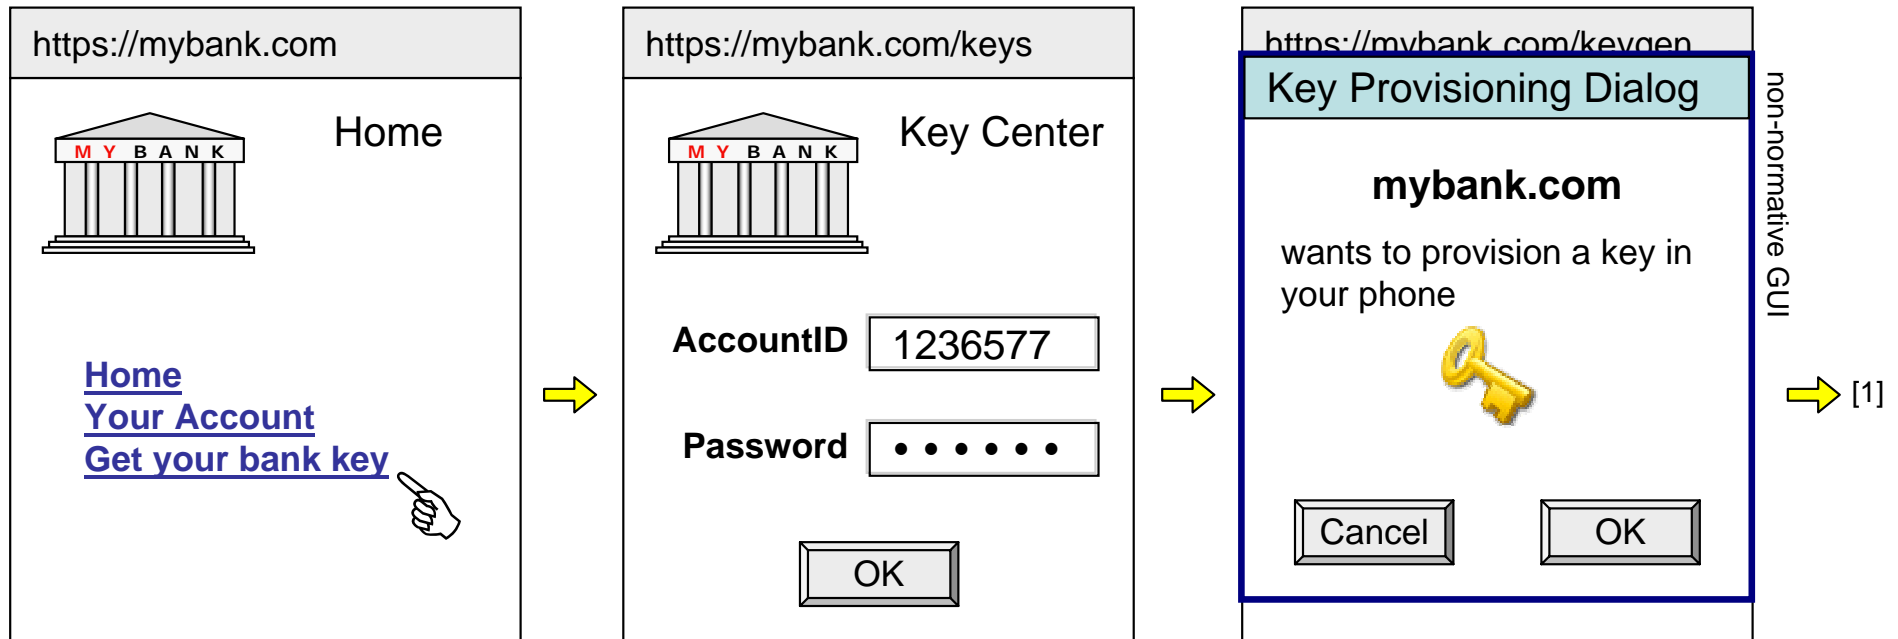 https://mybank.com
MY BANK
Home
Home
Your Account
Get your bank key
https://mybank.com/keys
MY BANK
Key Center
AccountID 1236577
Password ••••••
OK
https://mybank.com/keygen
Key Provisioning Dialog
mybank.com
wants to provision a key in
your phone
Cancel OK
non-normative GUI
[1]